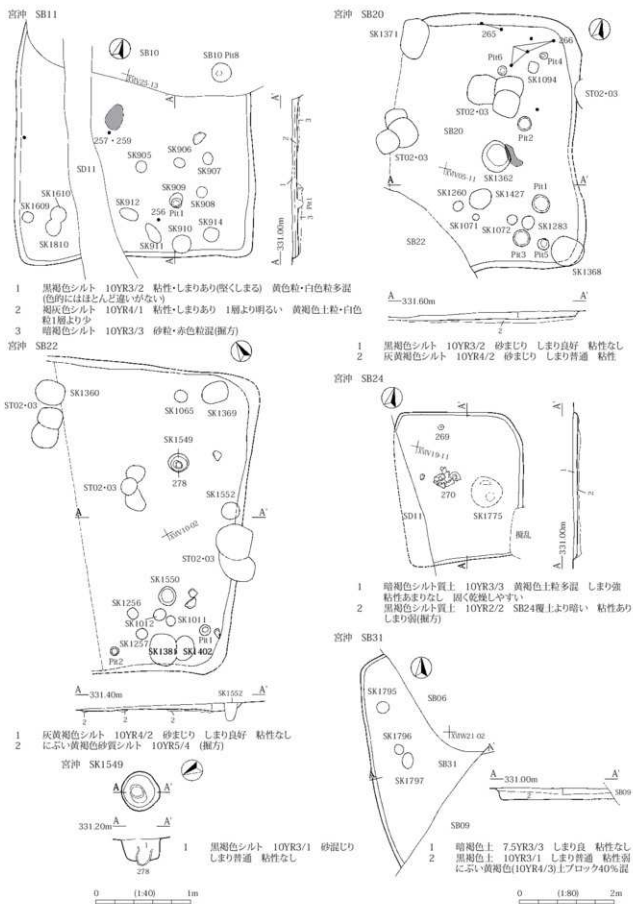 宮沖 SB11
SB10
SB10 Pit8
A
A'
257・259
SK905
SK906
SK907
SD11
SK1610
SK1609
SK1810
SK912
SK909
SK908
256
Pit1
SK911
SK910
SK914
A
A'
331.00m
1
2
3
3
Pit1
1 黒褐色シルト 10YR3/2 粘性・しまりあり(堅くしまる) 黄色粒・白色粒多混
(色的にはほとんど違いがない)
2 褐灰色シルト 10YR4/1 粘性・しまりあり 1層より明るい 黄褐色土粒・白色
粒1層より少
3 暗褐色シルト 10YR3/3 砂粒・赤色粒混(掘方)
宮沖 SB20
SK1371
265
266
Pit6
Pit4
SK1094
ST02・03
ST02・03
SB20
Pit2
SK1362
A
A'
SK1260
SK1427
Pit1
SK1071
SK1072
SK1283
SB22
Pit3
Pit5
SK1368
A
331.60m
A'
2
1 黒褐色シルト 10YR3/2 砂まじり しまり良好 粘性なし
2 灰黄褐色シルト 10YR4/2 砂まじり しまり普通 粘性
宮沖 SB22
SK1360
ST02・03
SK1065
SK1369
SK1549
278
ST02・03
SK1552
A
A'
ST02・03
SK1550
SK1256
SK1012
SK1011
SK1257
Pit1
Pit2
SK1381
SK1402
A
331.40m
SK1552
A'
2
2
2
1 灰黄褐色シルト 10YR4/2 砂まじり しまり良好 粘性なし
2 にぶい黄褐色砂質シルト 10YR5/4 (掘方)
宮沖 SB24
A'
269
270
SD11
SK1775
撹乱
A
A'
331.00m
A
1
2
1 暗褐色シルト質土 10YR3/3 黄褐色土粒多混 しまり強
粘性あまりなし 固く乾燥しやすい
2 黒褐色シルト質土 10YR2/2 SB24覆土より暗い 粘性あり
しまり弱(掘方)
宮沖 SK1549
A
A'
331.20m
A
A'
1
278
1 黒褐色シルト 10YR3/1 砂混じり
しまり普通 粘性なし
0 (1:40) 1m
宮沖 SB31
SK1795
SB06
SK1796
SB31
SK1797
A
A'
SB09
A
331.00m
A'
2
SB09
1 暗褐色土 7.5YR3/3 しまり良 粘性なし
2 黒褐色土 10YR3/1 しまり普通 粘性弱
にぶい黄褐色(10YR4/3)土ブロック40%混
0 (1:80) 2m